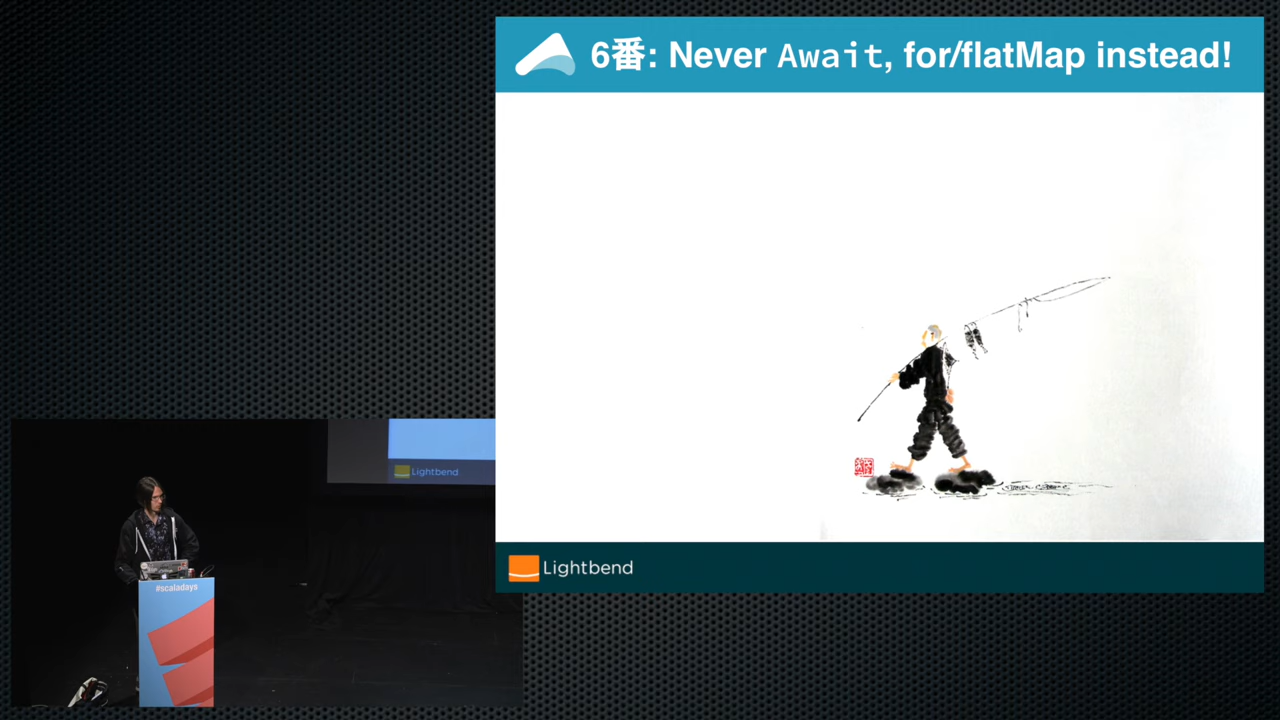 6番: Never Await, for/flatMap instead!
Lightbend
Lightbend
#scaladays